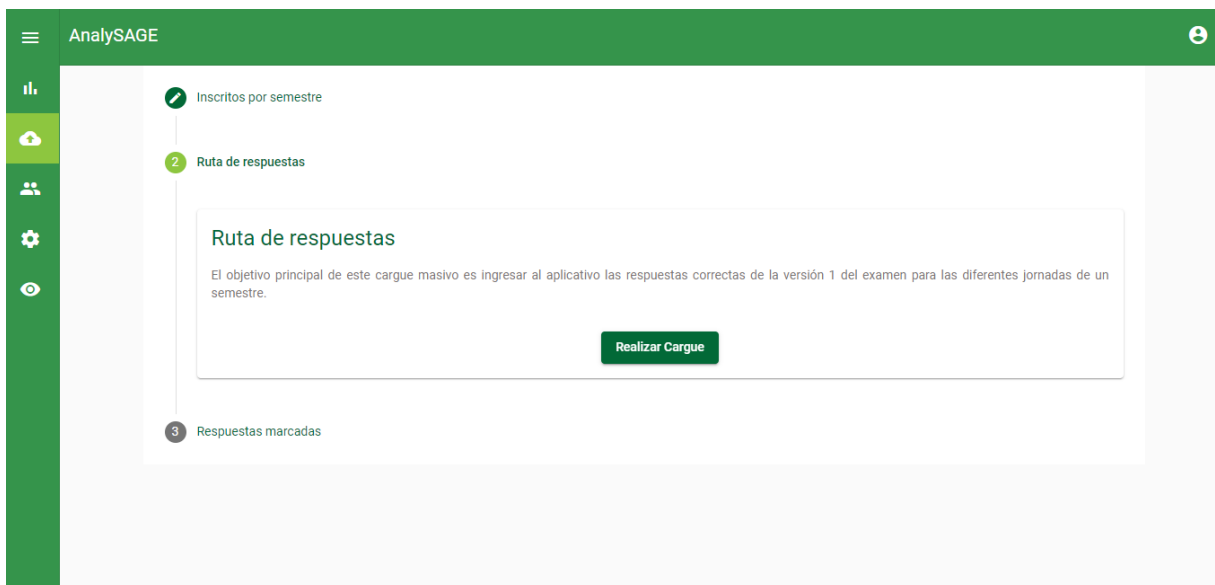 AnalySAGE
Inscritos por semestre
2 Ruta de respuestas
Ruta de respuestas
El objetivo principal de este cargue masivo es ingresar al aplicativo las respuestas correctas de la versión 1 del examen para las diferentes jornadas de un
semestre.
Realizar Cargue
3 Respuestas marcadas